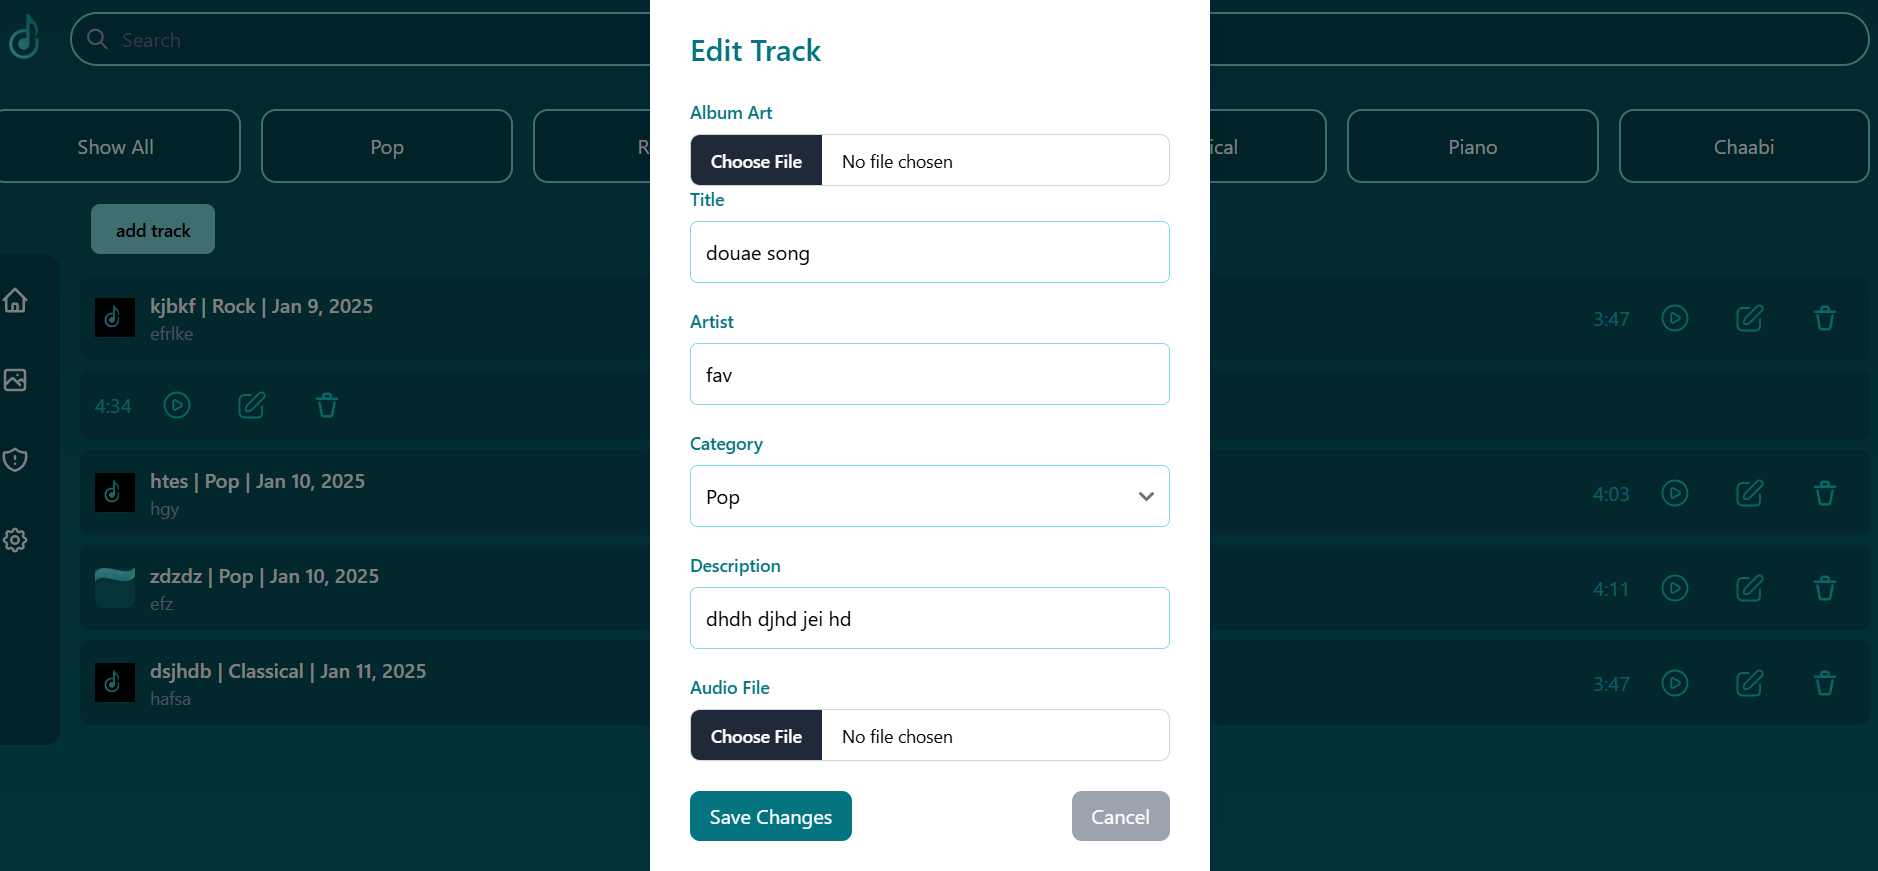 Search
Show All
Pop
R
ical
Piano
Chaabi
add track
kjbkf | Rock | Jan 9, 2025
efrlke
3:47
4:34
htes | Pop | Jan 10, 2025
hgy
4:03
zdzdz | Pop | Jan 10, 2025
efz
4:11
dsjhdb | Classical | Jan 11, 2025
hafsa
3:47
Edit Track
Album Art
Choose File No file chosen
Title
douae song
Artist
fav
Category
Pop
Description
dhdh djhd jei hd
Audio File
Choose File No file chosen
Save Changes
Cancel